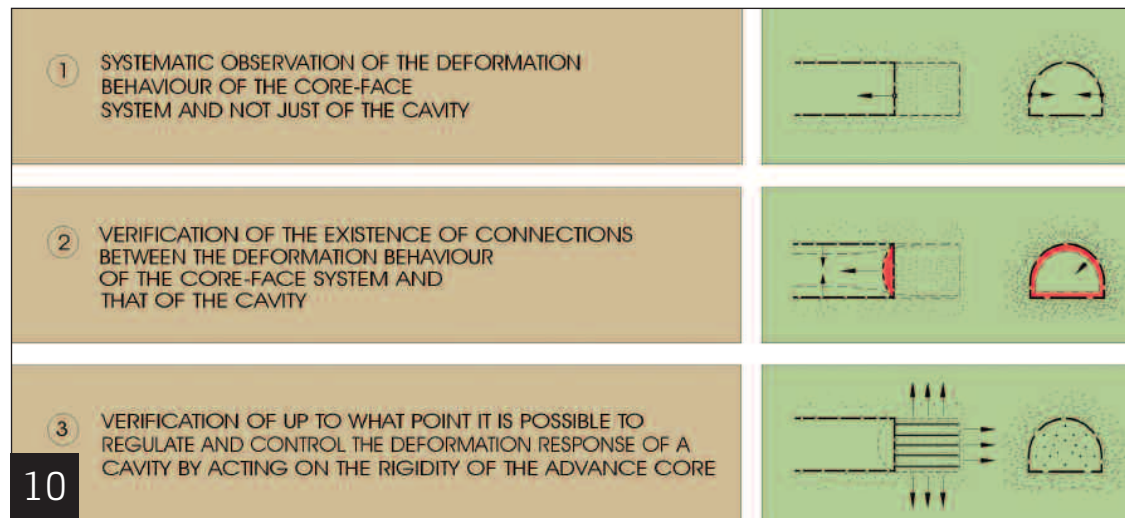 1 SYSTEMATIC OBSERVATION OF THE DEFORMATION
BEHAVIOUR OF THE CORE-FACE
SYSTEM AND NOT JUST OF THE CAVITY
2 VERIFICATION OF THE EXISTENCE OF CONNECTIONS
BETWEEN THE DEFORMATION BEHAVIOUR
OF THE CORE-FACE SYSTEM AND
THAT OF THE CAVITY
3 VERIFICATION OF UP TO WHAT POINT IT IS POSSIBLE TO
REGULATE AND CONTROL THE DEFORMATION RESPONSE OF A
CAVITY BY ACTING ON THE RIGIDITY OF THE ADVANCE CORE
10